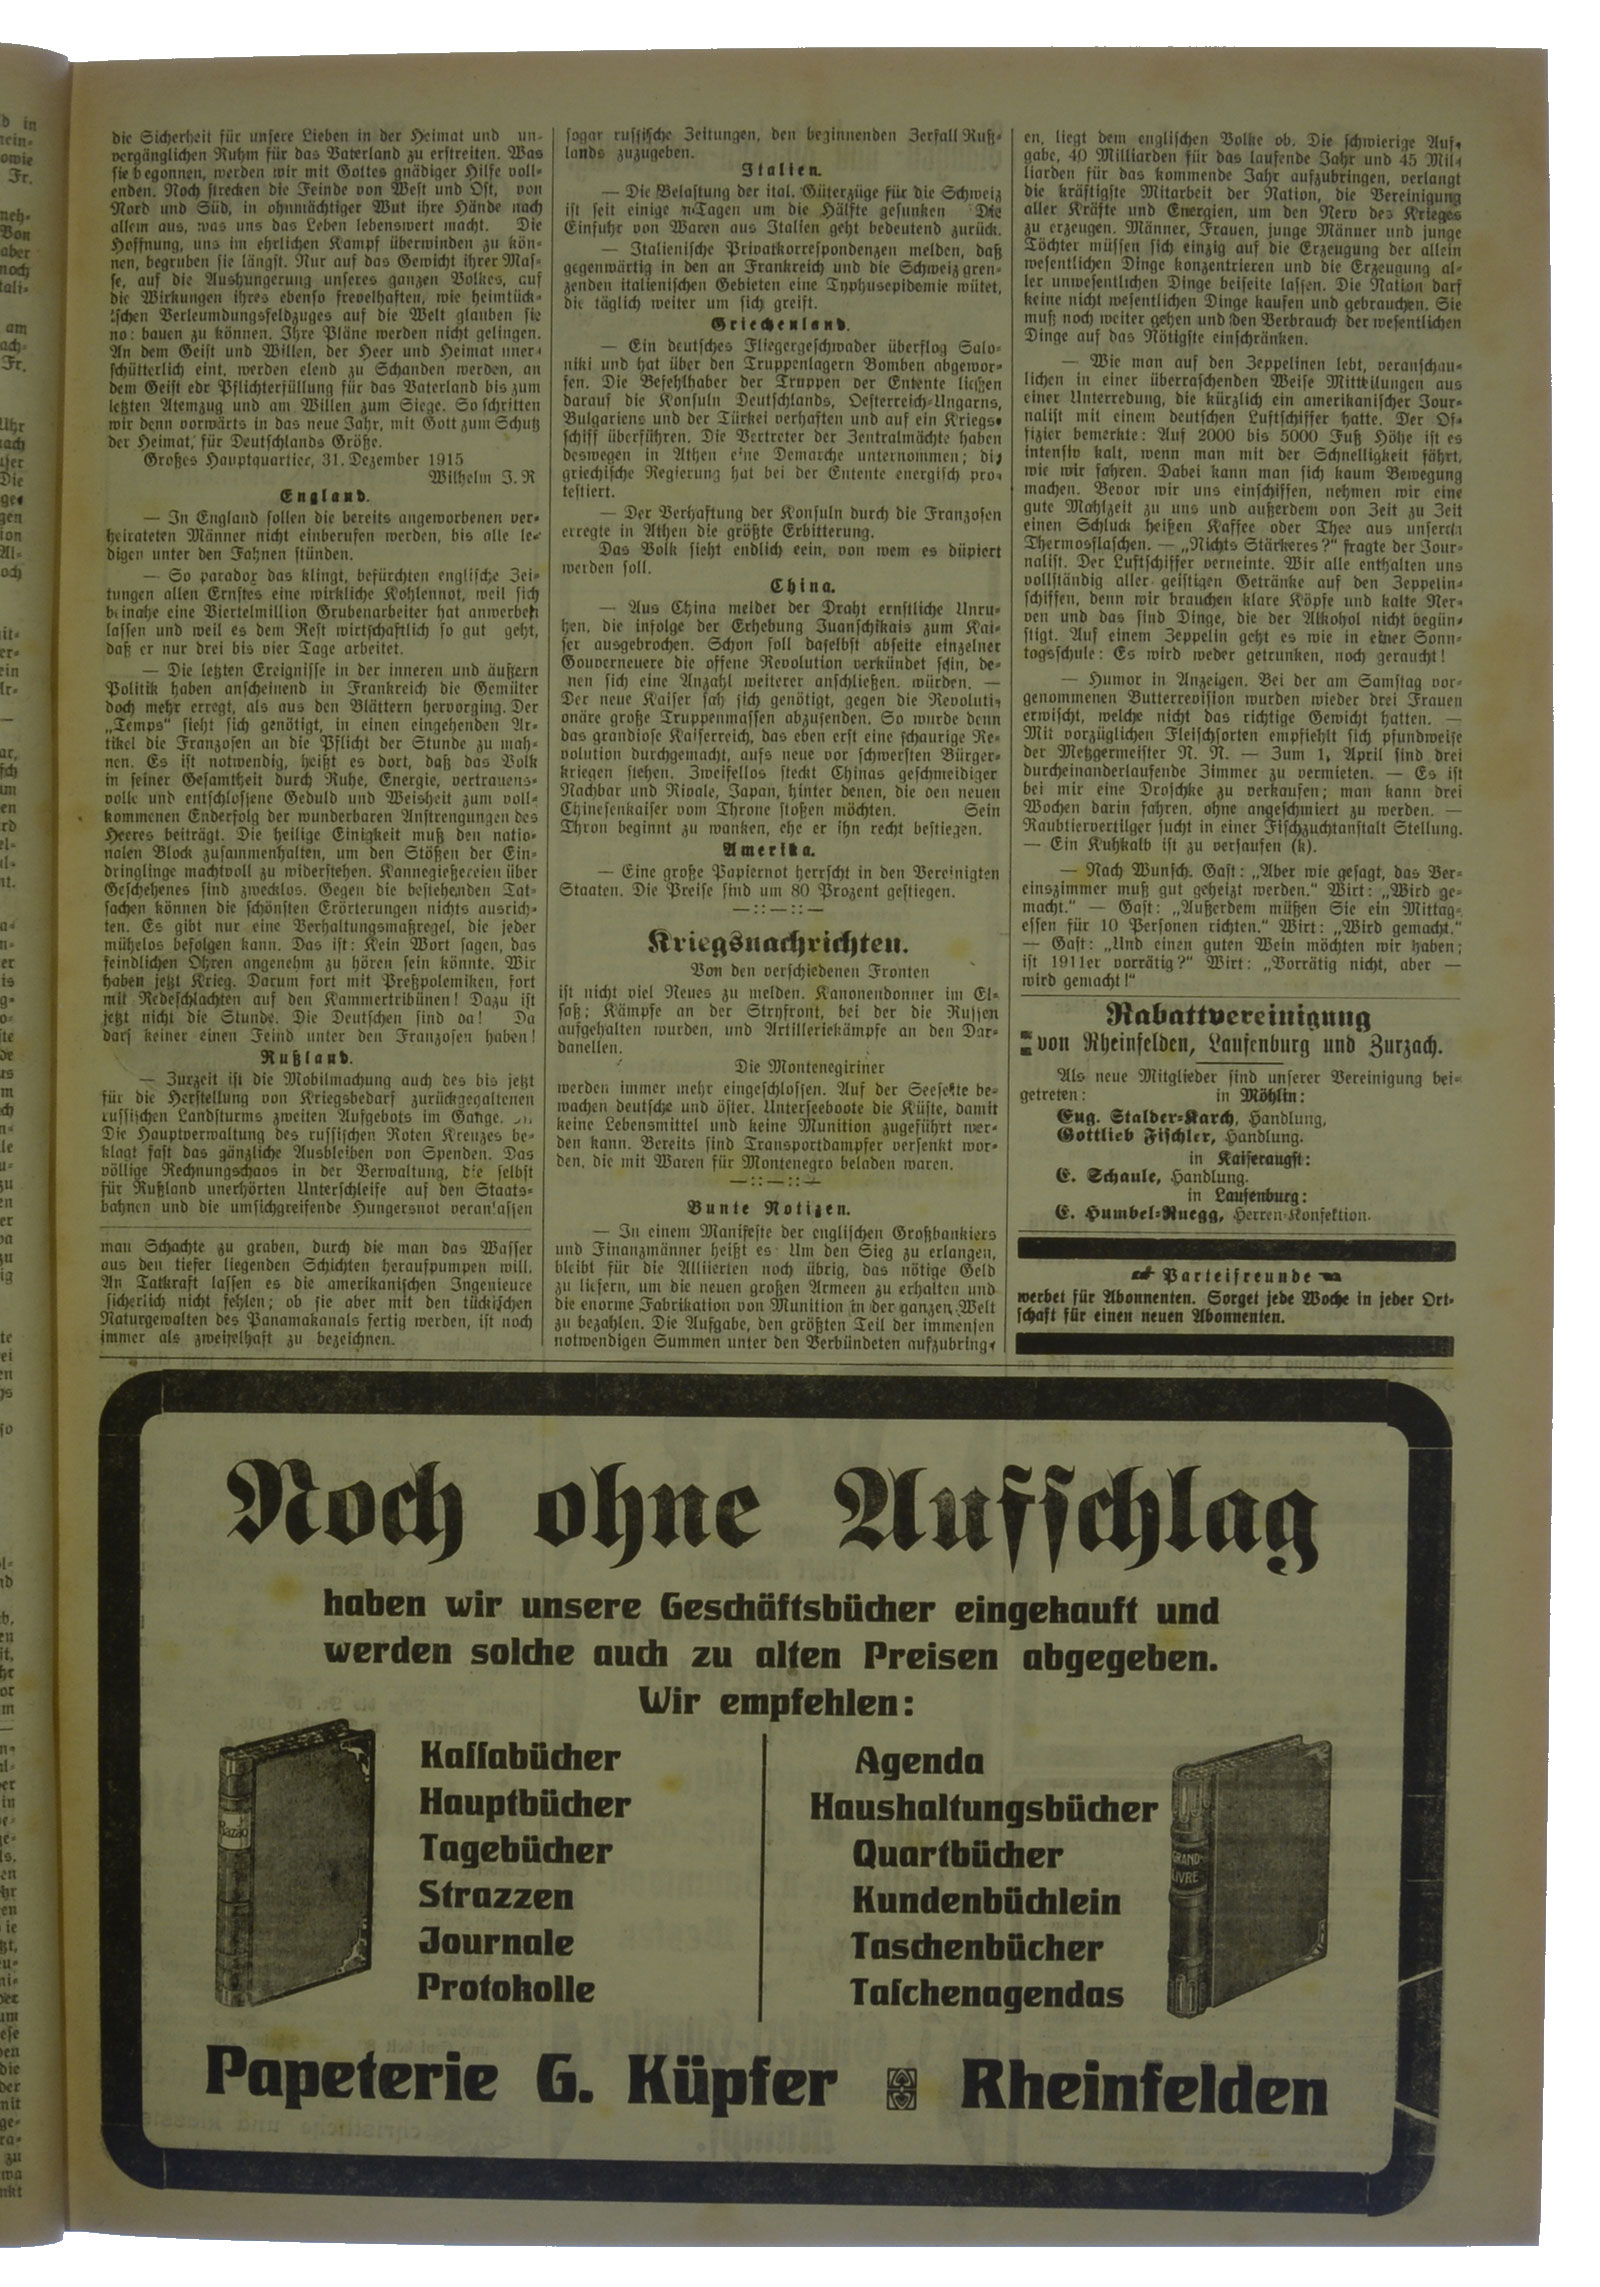 die Sicherheit für unsere Lieben in der Heimat und un-
vergänglichen Ruhm für das Vaterland zu erstreiten. Was
sie begonnen, werden wir mit Gottes gnädiger Hilfe voll-
enden. Noch strecken die Feinde von West und Ost, von
Nord und Süd, in ohnmächtiger Wut ihre Hände nach
allem aus, was uns das Leben lebenswert macht. Die
Hoffnung, uns im ehrlichen Kampf überwinden zu kön-
nen, begruben sie längst. Nur auf das Gewicht ihrer Mas-
se, auf die Aushungerung unseres ganzen Volkes, auf
die Wirkungen ihres ebenso frevelhaften, wie heimtück-
ischen Verleumdungsfeldzuges auf die Welt glauben sie
no: bauen zu können. Ihre Pläne werden nicht gelingen.
An dem Geist und Willen, der Heer und Heimat uner-
schütterlich eint, werden elend zu Schanden werden, an
dem Geist edr Pflichterfüllung für das Vaterland bis zum
letzten Atemzug und am Willen zum Siege. So schritten
wir denn vorwärts in das neue Jahr, mit Gott zum Schutz
der Heimat, für Deutschlands Größe.
Großes Hauptquartier, 31. Dezember 1915
Wilhelm I. R
England.
— In England sollen die bereits angeworbenen ver-
heirateten Männer nicht einberufen werden, bis alle le-
digen unter den Fahnen stünden.
— So paradox das klingt, befürchten englische Zei-
tungen allen Ernstes eine wirkliche Kohlennot, weil sich
beinahe eine Viertelmillion Grubenarbeiter hat anwerben
lassen und weil es dem Rest wirtschaftlich so gut geht,
daß er nur drei bis vier Tage arbeitet.
— Die letzten Ereignisse in der inneren und äußern
Politik haben anscheinend in Frankreich die Gemüter
doch mehr erregt, als aus den Blättern hervorging. Der
„Temps“ sieht sich genötigt, in einen eingehenden Ar-
tikel die Franzosen an die Pflicht der Stunde zu mah-
nen. Es ist notwendig, heißt es dort, daß das Volk
in seiner Gesamtheit durch Ruhe, Energie, vertrauens-
volle und entschlossene Geduld und Weisheit zum voll-
kommenen Enderfolg der wunderbaren Anstrengungen des
Heeres beiträgt. Die heilige Einigkeit muß den natio-
nalen Block zusammenhalten, um den Stößen der Ein-
dringlinge machtvoll zu widerstehen. Kannegießereien über
Geschehenes sind zwecklos. Gegen die bestehenden Tat-
sachen können die schönsten Erörterungen nichts ausrich-
ten. Es gibt nur eine Verhaltungsmaßregel, die jeder
mühelos befolgen kann. Das ist: Kein Wort sagen, das
feindlichen Ohren angenehm zu hören sein könnte. Wir
haben jetzt Krieg. Darum fort mit Preßpolemiken, fort
mit Redeschlachten auf den Kammertribünen! Dazu ist
jetzt nicht die Stunde. Die Deutschen sind da! Da
darf keiner einen Feind unter den Franzosen haben!
Rußland.
— Zurzeit ist die Mobilmachung auch des bis jetzt
für die Herstellung von Kriegsbedarf zurückgehaltenen
russischen Landsturms zweiten Aufgebots im Gange.
Die Hauptverwaltung des russischen Roten Kreuzes be-
klagt fast das gänzliche Ausbleiben von Spenden. Das
völlige Rechnungschaos in der Verwaltung, die selbst
für Rußland unerhörten Unterschleife auf den Staats-
bahnen und die umsichgreifende Hungersnot veranlassen
man Schachte zu graben, durch die man das Wasser
aus den tiefer liegenden Schichten heraufpumpen will.
An Tatkraft lassen es die amerikanischen Ingenieure
sicherlich nicht fehlen; ob sie aber mit den tückischen
Naturgewalten des Panamakanals fertig werden, ist noch
immer als zweifelhaft zu bezeichnen.
sogar russische Zeitungen, den beginnenden Zerfall Ruß-
lands zuzugeben.
Italien.
— Die Belastung der ital. Güterzüge für die Schweiz
ist seit einige nTagen um die Hälfte gesunken Die
Einfuhr von Waren aus Italien geht bedeutend zurück.
— Italienische Privatkorrespondenzen melden, daß
gegenwärtig in den an Frankreich und die Schweiz gren-
zenden italienischen Gebieten eine Typhusepidemie wütet,
die täglich weiter um sich greift.
Griechenland.
— Ein deutsches Fliegergeschwader überflog Salo-
niki und hat über den Truppenlagern Bomben abgewor-
fen. Die Befehlhaber der Truppen der Entente ließen
darauf die Konsuln Deutschlands, Oesterreich-Ungarns,
Bulgariens und der Türkei verhaften und auf ein Kriegs-
schiff überführen. Die Vertreter der Zentralmächte haben
deswegen in Athen eine Demarche unternommen; die
griechische Regierung hat bei der Entente energisch pro-
testiert.
— Der Verhaftung der Konsuln durch die Franzosen
erregte in Athen die größte Erbitterung.
Das Volk sieht endlich eein, von wem es düpiert
werden soll.
China.
— Aus China meldet der Draht ernstliche Unru-
hen, die infolge der Erhebung Juanschikais zum Kai-
ser ausgebrochen. Schon soll daselbst abseite einzelner
Gouverneuere die offene Revolution verkündet sein, de-
nen sich eine Anzahl weiterer anschließen. würden. —
Der neue Kaiser sah sich genötigt, gegen die Revoluti-
onäre große Truppenmassen abzusenden. So wurde denn
das grandiose Kaiserreich, das eben erst eine schaurige Re-
volution durchgemacht, aufs neue vor schwersten Bürger-
kriegen stehen. Zweifellos steckt Chinas geschmeidiger
Nachbar und Rivale, Japan, hinter denen, die den neuen
Chinesenkaiser vom Throne stoßen möchten. Sein
Thron beginnt zu wanken, ehe er ihn recht bestiegen.
Amerika.
— Eine große Papiernot herrscht in den Vereinigten
Staaten. Die Preise sind um 80 Prozent gestiegen.
—::—::—
Kriegsnachrichten.
Von den verschiedenen Fronten
ist nicht viel Neues zu melden. Kanonendonner im El-
saß; Kämpfe an der Stryfront, bei der die Russen
aufgehalten wurden, und Artilleriekämpfe an den Dar-
danellen.
Die Montenegiriner
werden immer mehr eingeschlossen. Auf der Seeseite be-
wachen deutsche und öster. Unterseeboote die Küste, damit
keine Lebensmittel und keine Munition zugeführt wer-
den kann. Bereits sind Transportdampfer versenkt wor-
den, die mit Waren für Montenegro beladen waren.
—::—::—
Bunte Notizen.
— In einem Manifeste der englischen Großbankiers
und Finanzmänner heißt es: Um den Sieg zu erlangen,
bleibt für die Alliierten noch übrig, das nötige Geld
zu liefern, um die neuen großen Armeen zu erhalten und
die enorme Fabrikation von Munition in der ganzen Welt
zu bezahlen. Die Aufgabe, den größten Teil der immensen
notwendigen Summen unter den Verbündeten aufzubring-
en, liegt dem englischen Volke ob. Die schwierige Auf-
gabe, 40 Milliarden für das laufende Jahr und 45 Mil-
liarden für das kommende Jahr aufzubringen, verlangt
die kräftigste Mitarbeit der Nation, die Vereinigung
aller Kräfte und Energien, um den Nerv des Krieges
zu erzeugen. Männer, Frauen, junge Männer und junge
Töchter müssen sich einzig auf die Erzeugung der allein
wesentlichen Dinge konzentrieren und die Erzeugung al-
ler unwesentlichen Dinge beiseite lassen. Die Nation darf
keine nicht wesentlichen Dinge kaufen und gebrauchen. Sie
muß noch weiter gehen und den Verbrauch der wesentlichen
Dinge auf das Nötigste einschränken.
— Wie man auf den Zeppelinen lebt, veranschau-
lichen in einer überraschenden Weise Mitteilungen aus
einer Unterredung, die kürzlich ein amerikanischer Jour-
nalist mit einem deutschen Luftschiffer hatte. Der Of-
fizier bemerkte: Auf 2000 bis 5000 Fuß Höhe ist es
intensiv kalt, wenn man mit der Schnelligkeit fährt,
wie wir fahren. Dabei kann man sich kaum Bewegung
machen. Bevor wir uns einschiffen, nehmen wir eine
gute Mahlzeit zu uns und außerdem von Zeit zu Zeit
einen Schluck heißen Kaffee oder Thee aus unseren
Thermosflaschen. — „Nichts Stärkeres?“ fragte der Jour-
nalist. Der Luftschiffer verneinte. Wir alle enthalten uns
vollständig aller geistigen Getränke auf den Zeppelin-
schiffen, denn wir brauchen klare Köpfe und kalte Ner-
ven und das sind Dinge, die der Alkohol nicht begün-
stigt. Auf einem Zeppelin geht es wie in einer Sonn-
togsschule: Es wird weder getrunken, noch geraucht!
— Humor in Anzeigen. Bei der am Samstag vor-
genommenen Butterrevision wurden wieder drei Frauen
erwischt, welche nicht das richtige Gewicht hatten. —
Mit vorzüglichen Fleischsorten empfiehlt sich pfundweise
der Metzgermeister N. N. — Zum 1. April sind drei
durcheinanderlaufende Zimmer zu vermieten. — Es ist
bei mir eine Droschke zu verkaufen; man kann drei
Wochen darin fahren, ohne angeschmiert zu werden. —
Raubtiervertilger sucht in einer Fischzuchtanstalt Stellung.
— Ein Kuhkalb ist zu versaufen (k).
— Nach Wunsch. Gast: „Aber wie gesagt, das Ver-
einszimmer muß gut geheizt werden.“ Wirt: „Wird ge-
macht.“ — Gast: „Außerdem müßen Sie ein Mittag-
essen für 10 Personen richten.“ Wirt: „Wird gemacht.“
— Gast: „Und einen guten Wein möchten wir haben;
ist 1911er vorrätig?“ Wirt: „Vorrätig nicht, aber —
wird gemacht!“
Rabattvereinigung
von Rheinfelden, Laufenburg und Zurzach.
Als neue Mitglieder sind unserer Vereinigung bei-
getreten: in Möhlin:
Eug. Stalder-Karch, Handlung,
Gottlieb Fischler, Handlung.
in Kaiseraugst:
E. Schaule, Handlung.
in Laufenburg:
E. Humbel-Ruegg, Herren-Konfektion.
Parteifreunde
werbet für Abonnenten. Sorget jede Woche in jeder Ort-
schaft für einen neuen Abonnenten.
Noch ohne Aufschlag
haben wir unsere Geschäftsbücher eingekauft und
werden solche auch zu alten Preisen abgegeben.
Wir empfehlen:
Kassabücher
Hauptbücher
Tagebücher
Strazzen
Journale
Protokolle
Agenda
Haushaltungsbücher
Quartbücher
Kundenbüchlein
Taschenbücher
Taschenagendas
GRAND
LIVRE
Papeterie G. Küpfer Rheinfelden